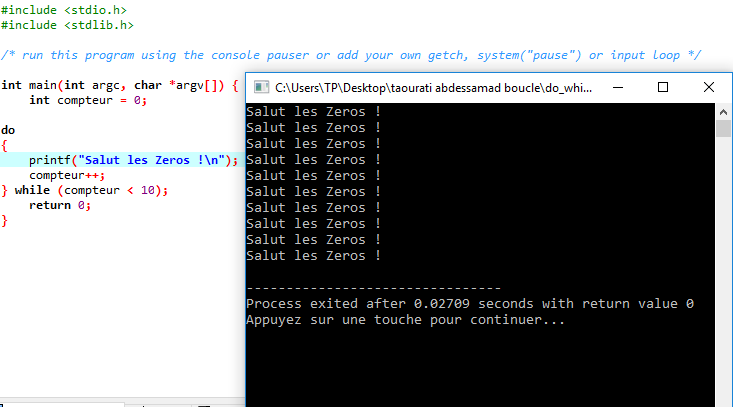 #include <stdio.h>
#include <stdlib.h>
/* run this program using the console pauser or add your own getch, system("pause") or input loop */
int main(int argc, char *argv[]) {
    int compteur = 0;
do
{
    printf("Salut les Zeros !\n");
    compteur++;
} while (compteur < 10);
    return 0;
}
C:\Users\TP\Desktop\taourati abdessamad boucle\do_whi...
Salut les Zeros !
Salut les Zeros !
Salut les Zeros !
Salut les Zeros !
Salut les Zeros !
Salut les Zeros !
Salut les Zeros !
Salut les Zeros !
Salut les Zeros !
Salut les Zeros !
--------------------------------
Process exited after 0.02709 seconds with return value 0
Appuyez sur une touche pour continuer...